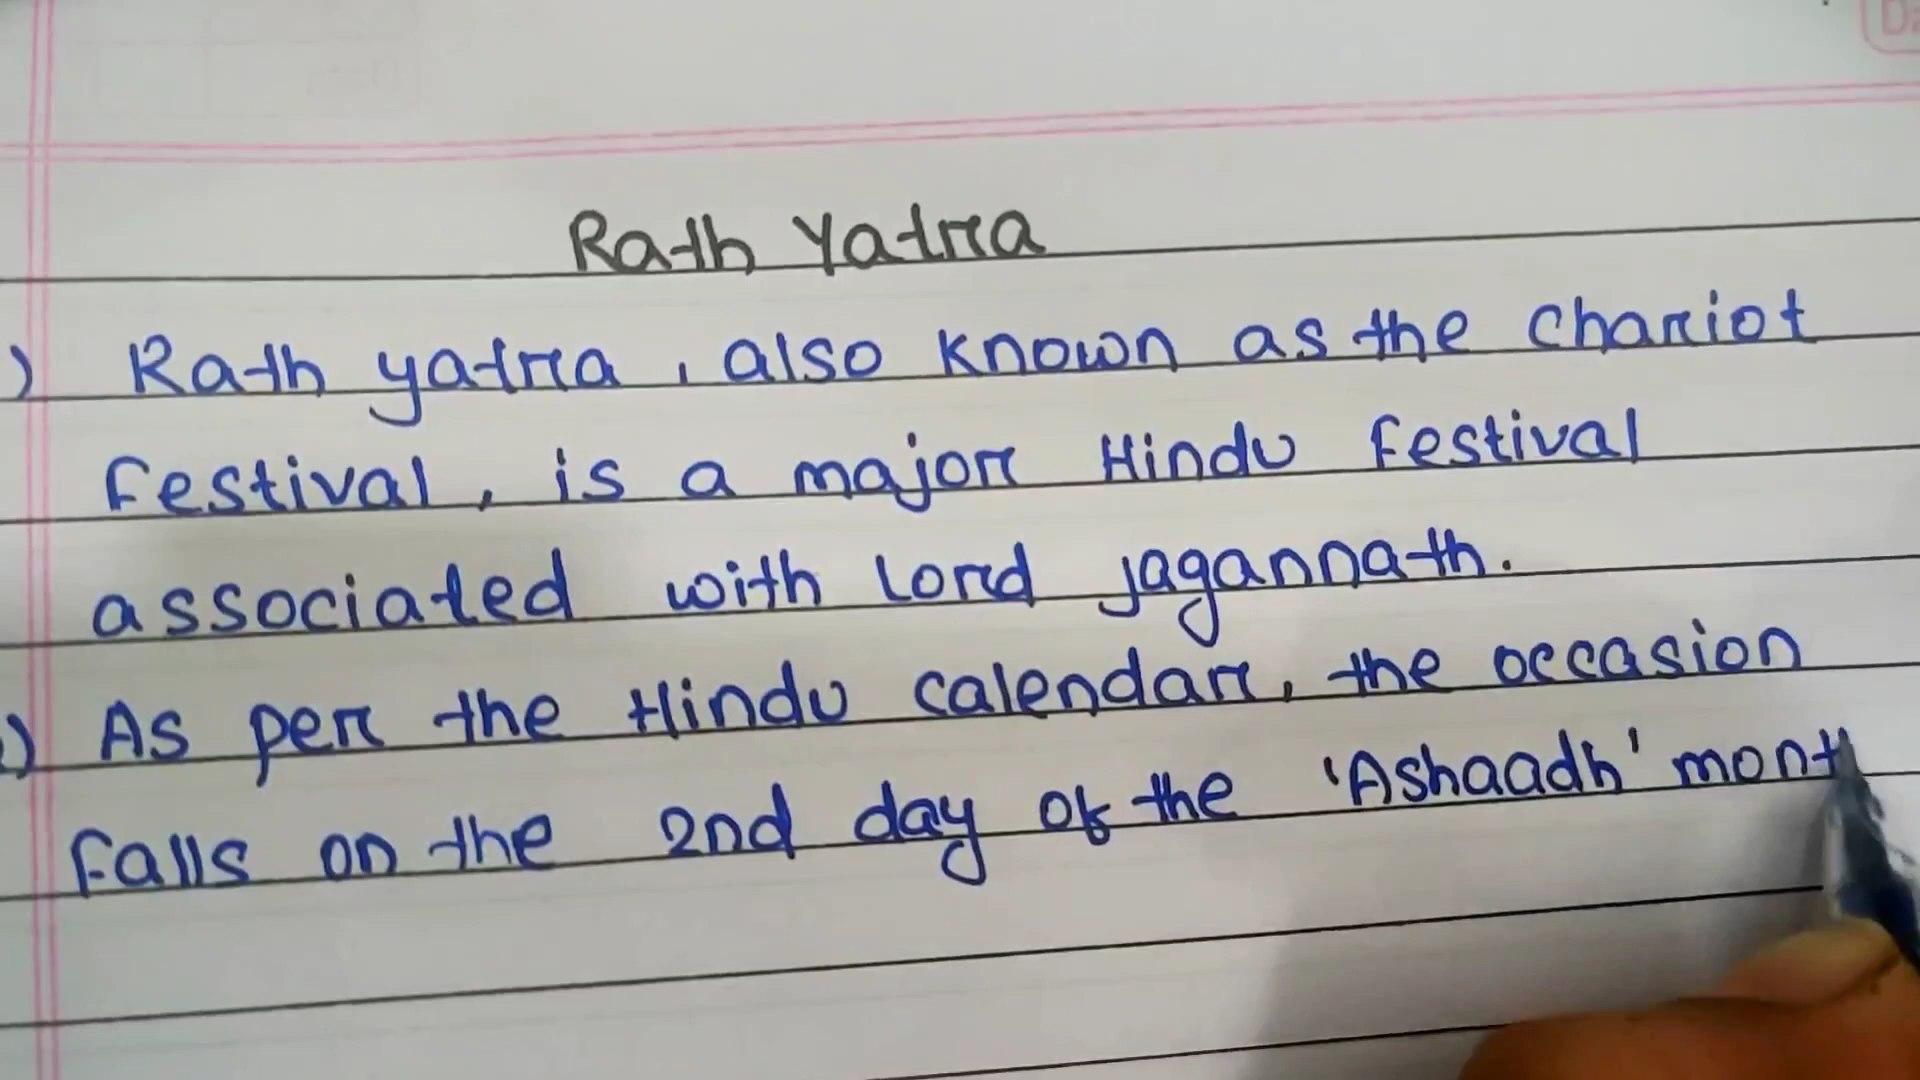 Rath Yatra
) Rath yatra, also known as the Chariot
Festival, is a major Hindu Festival
associated with lord jagannath.
) As per the Hindu calendar, the occasion
Falls on the 2nd day of the 'Ashaadh' mont